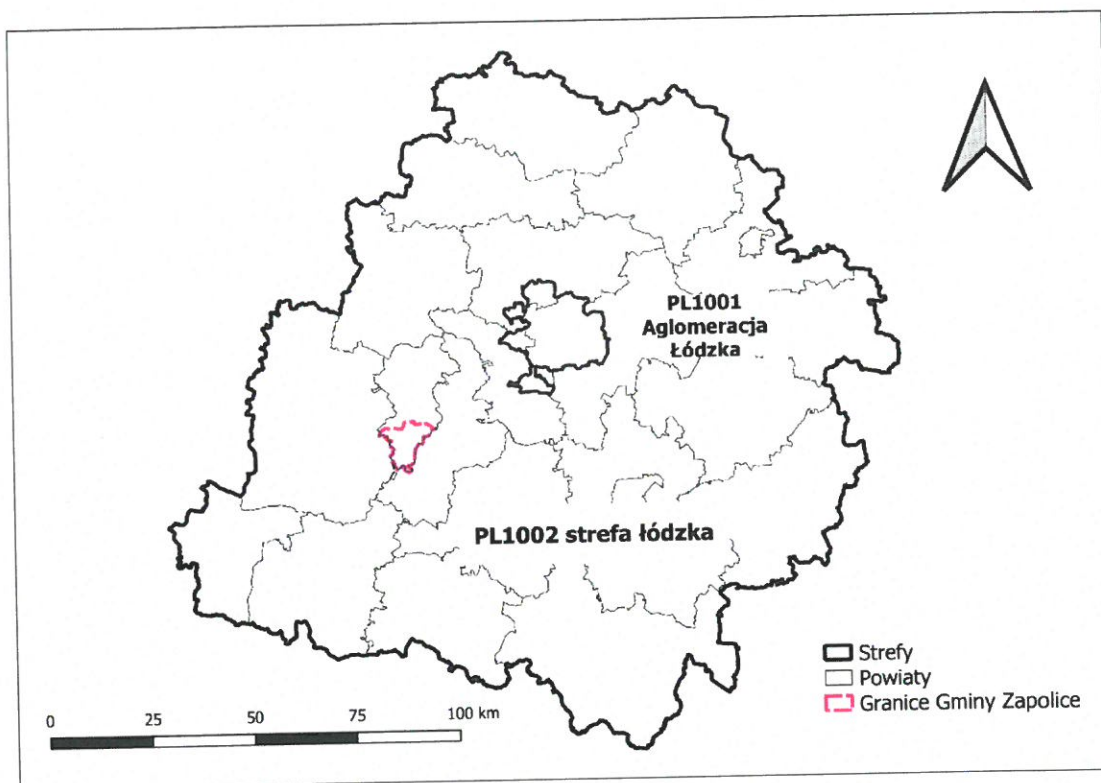 PL1001
Aglomeracja
Łódzka
PL1002 strefa łódzka
Strefy
Powiaty
Granice Gminy Zapolice
0 25 50 75 100 km